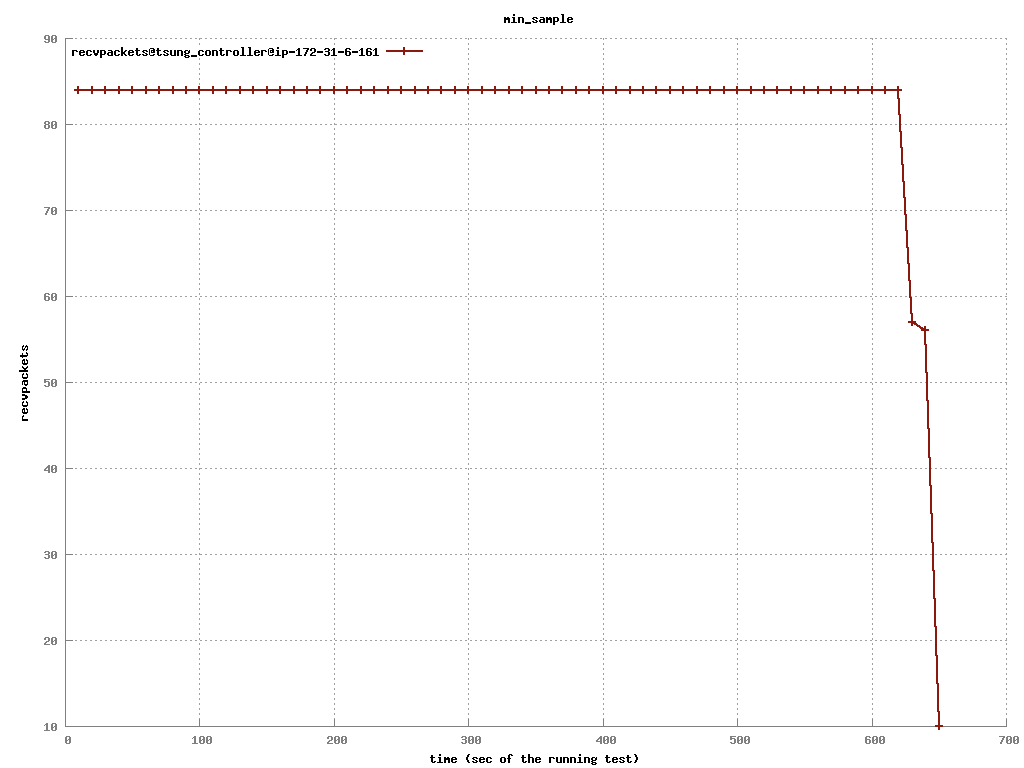 min_sample
90
recvpackets@tsung_controller@ip-172-31-6-161
80
70
60
50
40
30
20
10
recvpackets
0 100 200 300 400 500 600 700
time (sec of the running test)